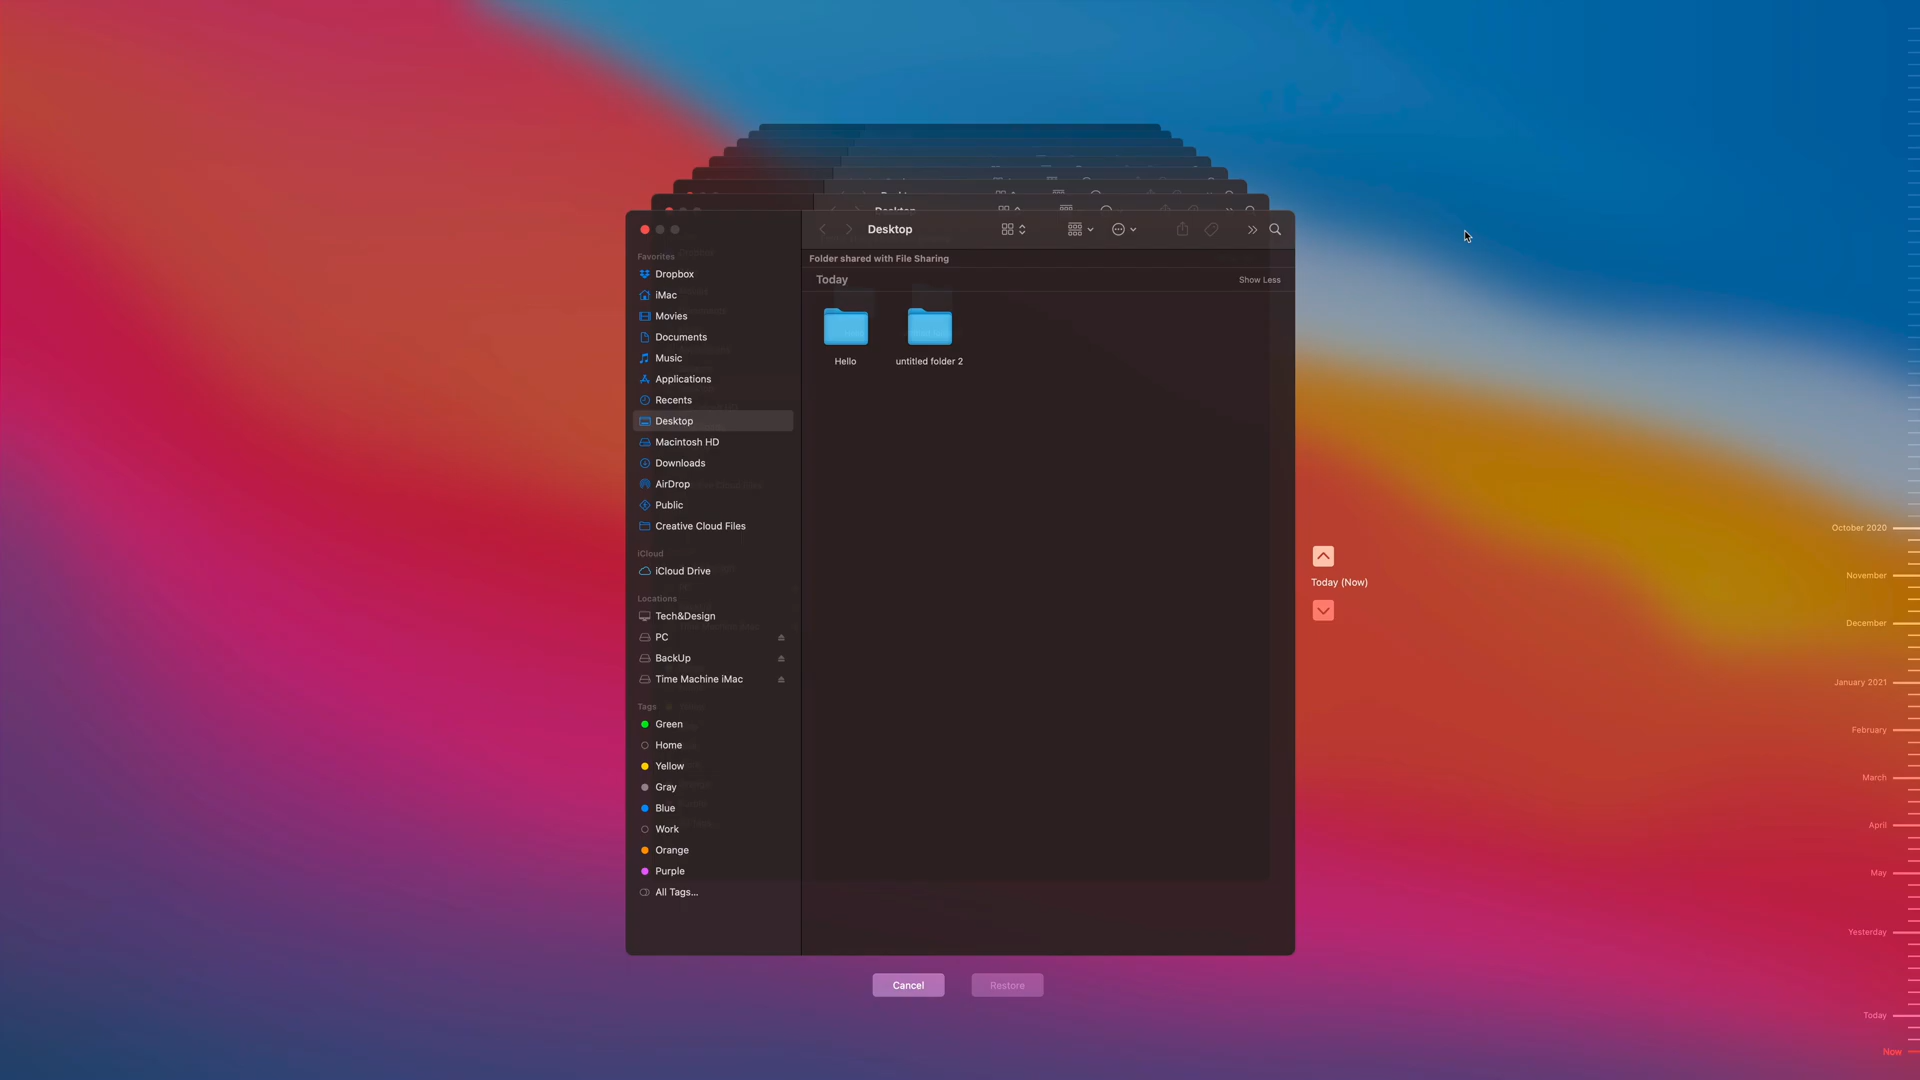 Desktop
Desktop
Folder shared with File Sharing
Today
Show Less
Hello
untitled folder 2
Favorites
Dropbox
iMac
Movies
Documents
Music
Applications
Recents
Desktop
Macintosh HD
Downloads
AirDrop
Public
Creative Cloud Files
iCloud
iCloud Drive
Locations
Tech&Design
PC
BackUp
Time Machine iMac
Tags
Green
Home
Yellow
Gray
Blue
Work
Orange
Purple
All Tags...
Today (Now)
Cancel
Restore
October 2020
November
December
January 2021
February
March
April
May
Yesterday
Today
Now